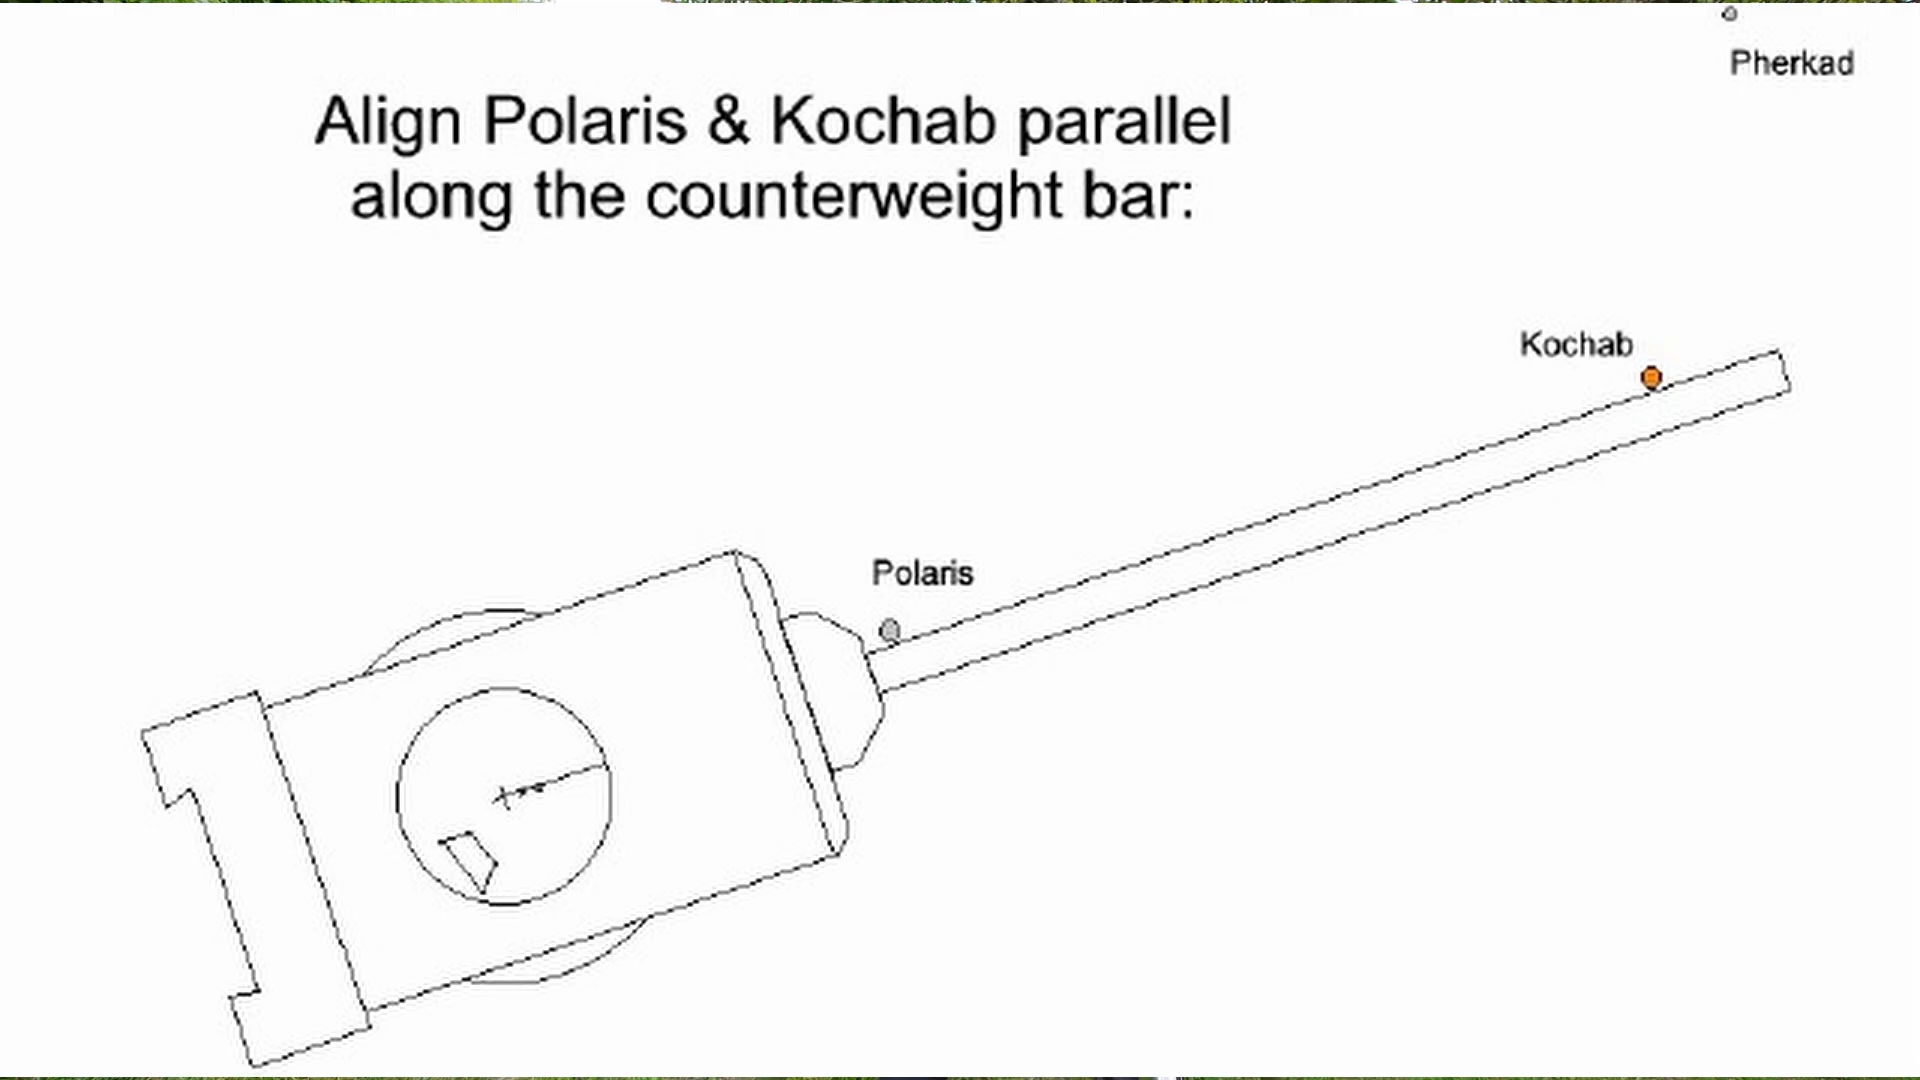 Pherkad
Align Polaris & Kochab parallel
along the counterweight bar:
Kochab
Polaris